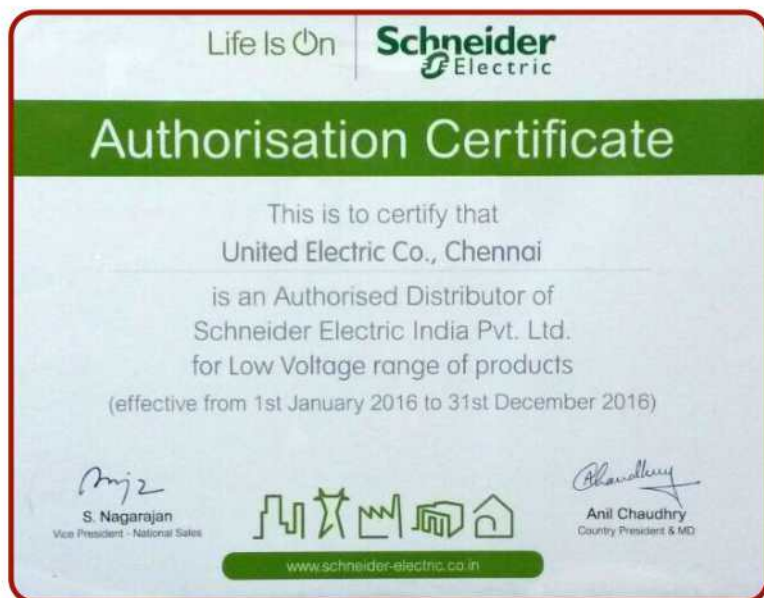 Life Is On
Schneider
Electric
Authorisation Certificate
This is to certify that
United Electric Co., Chennai
is an Authorised Distributor of
Schneider Electric India Pvt. Ltd.
for Low Voltage range of products
(effective from 1st January 2016 to 31st December 2016)
S. Nagarajan
Vice President - National Sales
Anil Chaudhry
Country President & MD
www.schneider-electric.co.in